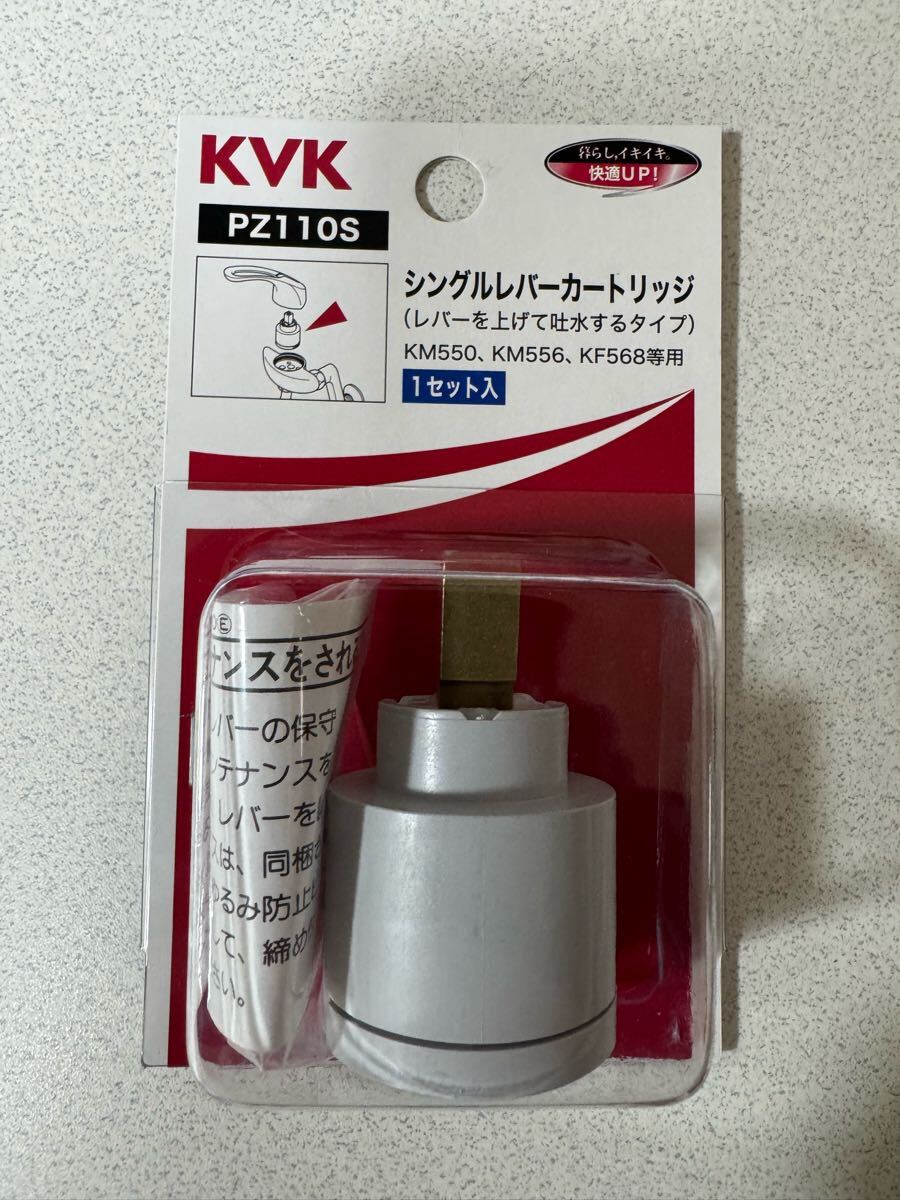 KVK
暮らし,イキイキ。
快適UP!
PZ110S
シングルレバーカートリッジ
(レバーを上げて吐水するタイプ)
KM550、KM556、KF568等用
1セット入
ナンスをされ
バーの保守
テナンスを
レバーを
は、同梱
ゆるみ防止
て、締め
い。